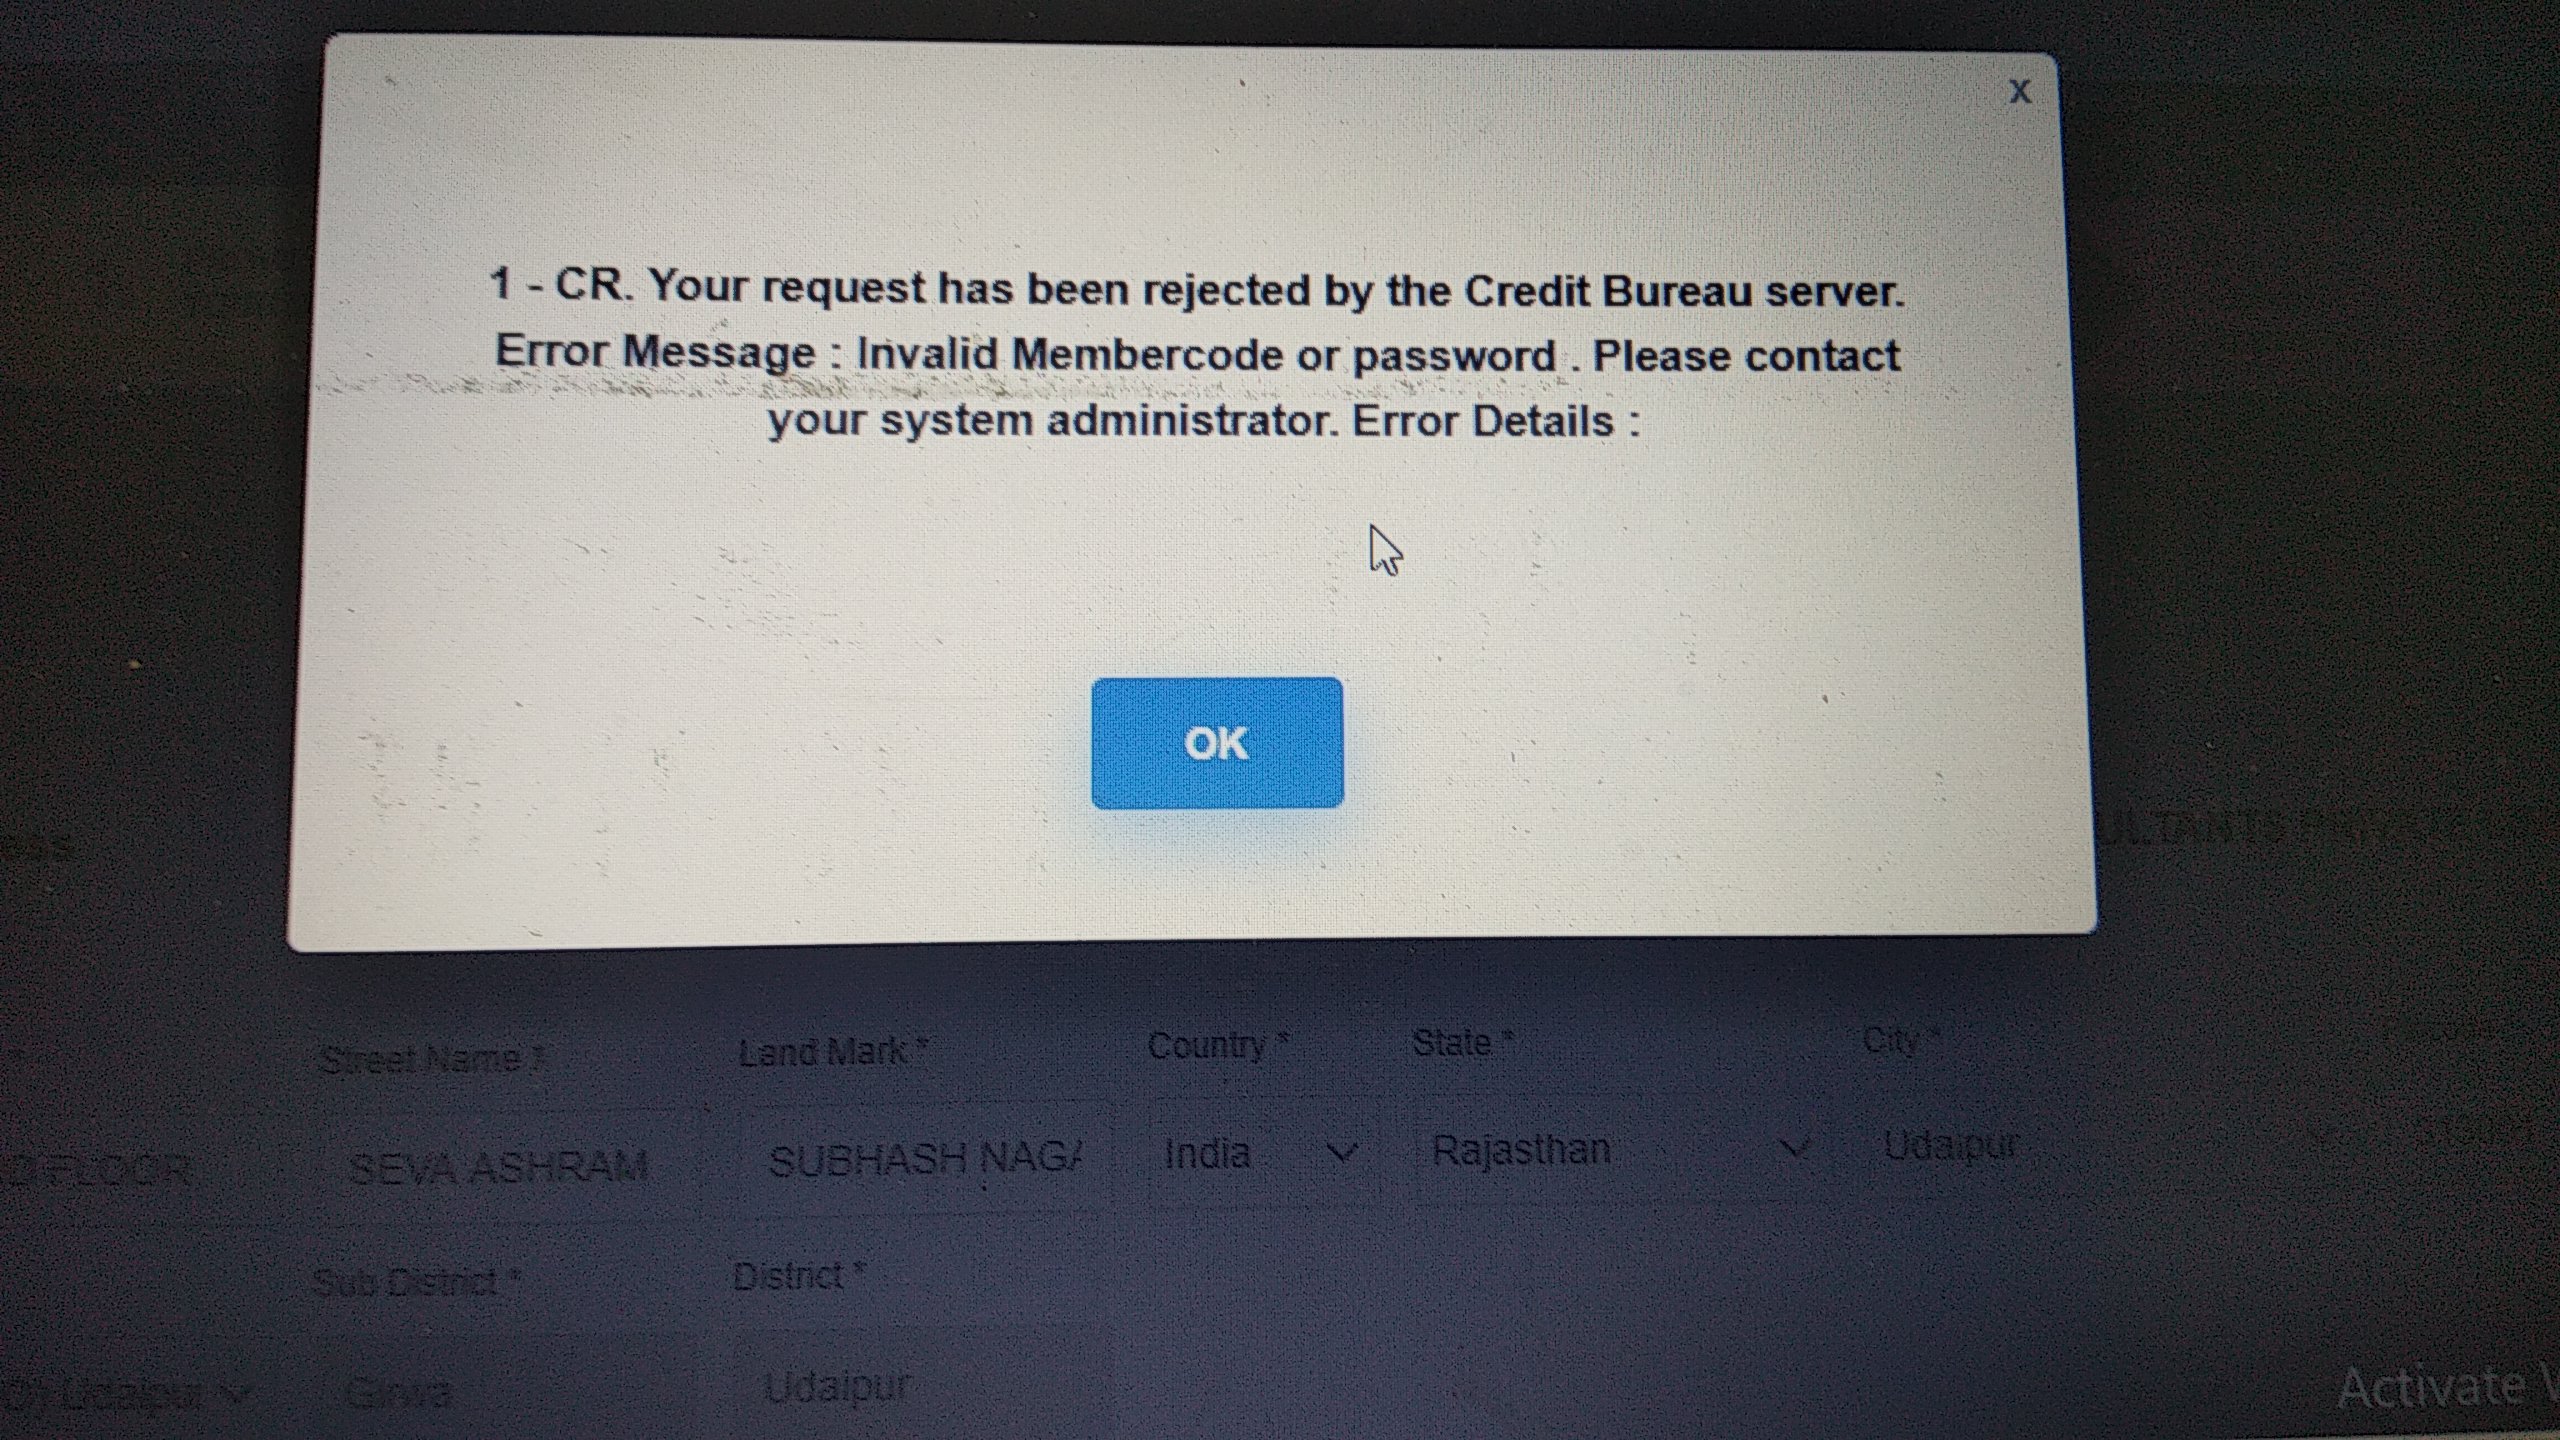 X
1 - CR. Your request has been rejected by the Credit Bureau server.
Error Message : Invalid Membercode or password . Please contact
your system administrator. Error Details :
OK
Street Name * Land Mark * Country * State * City *
FLOOR SEVA ASHRAM SUBHASH NAGA India Rajasthan Udaipur
Sub District * District *
Udaipur Girwa Udaipur
Activate